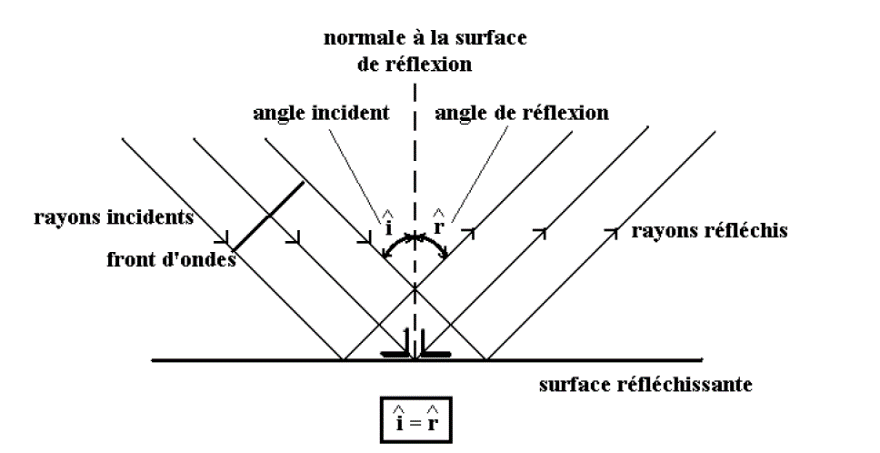 normale à la surface
de réflexion
angle incident
angle de réflexion
î
r̂
rayons incidents
front d'ondes
rayons réfléchis
surface réfléchissante
î = r̂